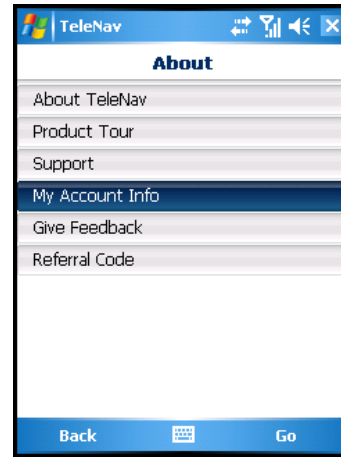 TeleNav
About
About TeleNav
Product Tour
Support
My Account Info
Give Feedback
Referral Code
Back Go